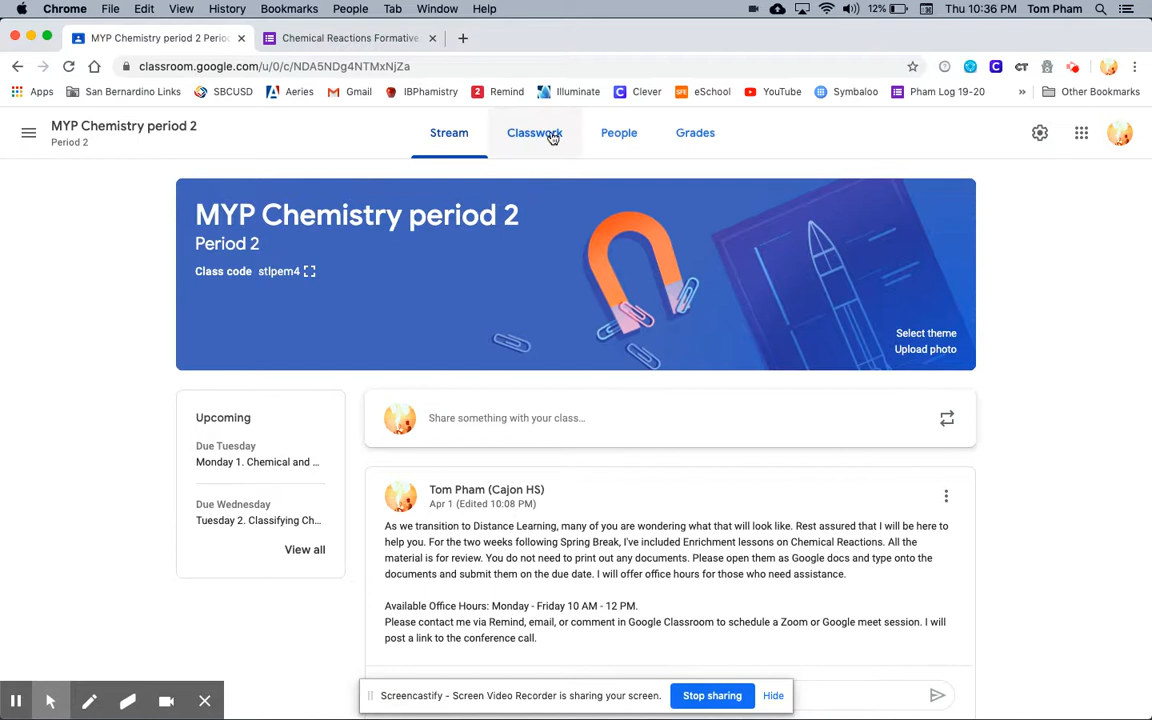 Chrome File Edit View History Bookmarks People Tab Window Help 12% Thu 10:36 PM Tom Pham
MYP Chemistry period 2 Perio Chemical Reactions Formative
classroom.google.com/u/0/c/NDA5NDg4NTMxNjZa
Apps San Bernardino Links SBCUSD Aeries Gmail IBPhamistry Remind Illuminate Clever eSchool YouTube Symbaloo Pham Log 19-20 » Other Bookmarks
MYP Chemistry period 2
Period 2
Stream Classwork People Grades
MYP Chemistry period 2
Period 2
Class code stlpem4
Select theme
Upload photo
Upcoming
Due Tuesday
Monday 1. Chemical and ...
Due Wednesday
Tuesday 2. Classifying Ch...
View all
Share something with your class...
Tom Pham (Cajon HS)
Apr 1 (Edited 10:08 PM)
As we transition to Distance Learning, many of you are wondering what that will look like. Rest assured that I will be here to
help you. For the two weeks following Spring Break, I've included Enrichment lessons on Chemical Reactions. All the
material is for review. You do not need to print out any documents. Please open them as Google docs and type onto the
documents and submit them on the due date. I will offer office hours for those who need assistance.
Available Office Hours: Monday - Friday 10 AM - 12 PM.
Please contact me via Remind, email, or comment in Google Classroom to schedule a Zoom or Google meet session. I will
post a link to the conference call.
Screencastify - Screen Video Recorder is sharing your screen. Stop sharing Hide